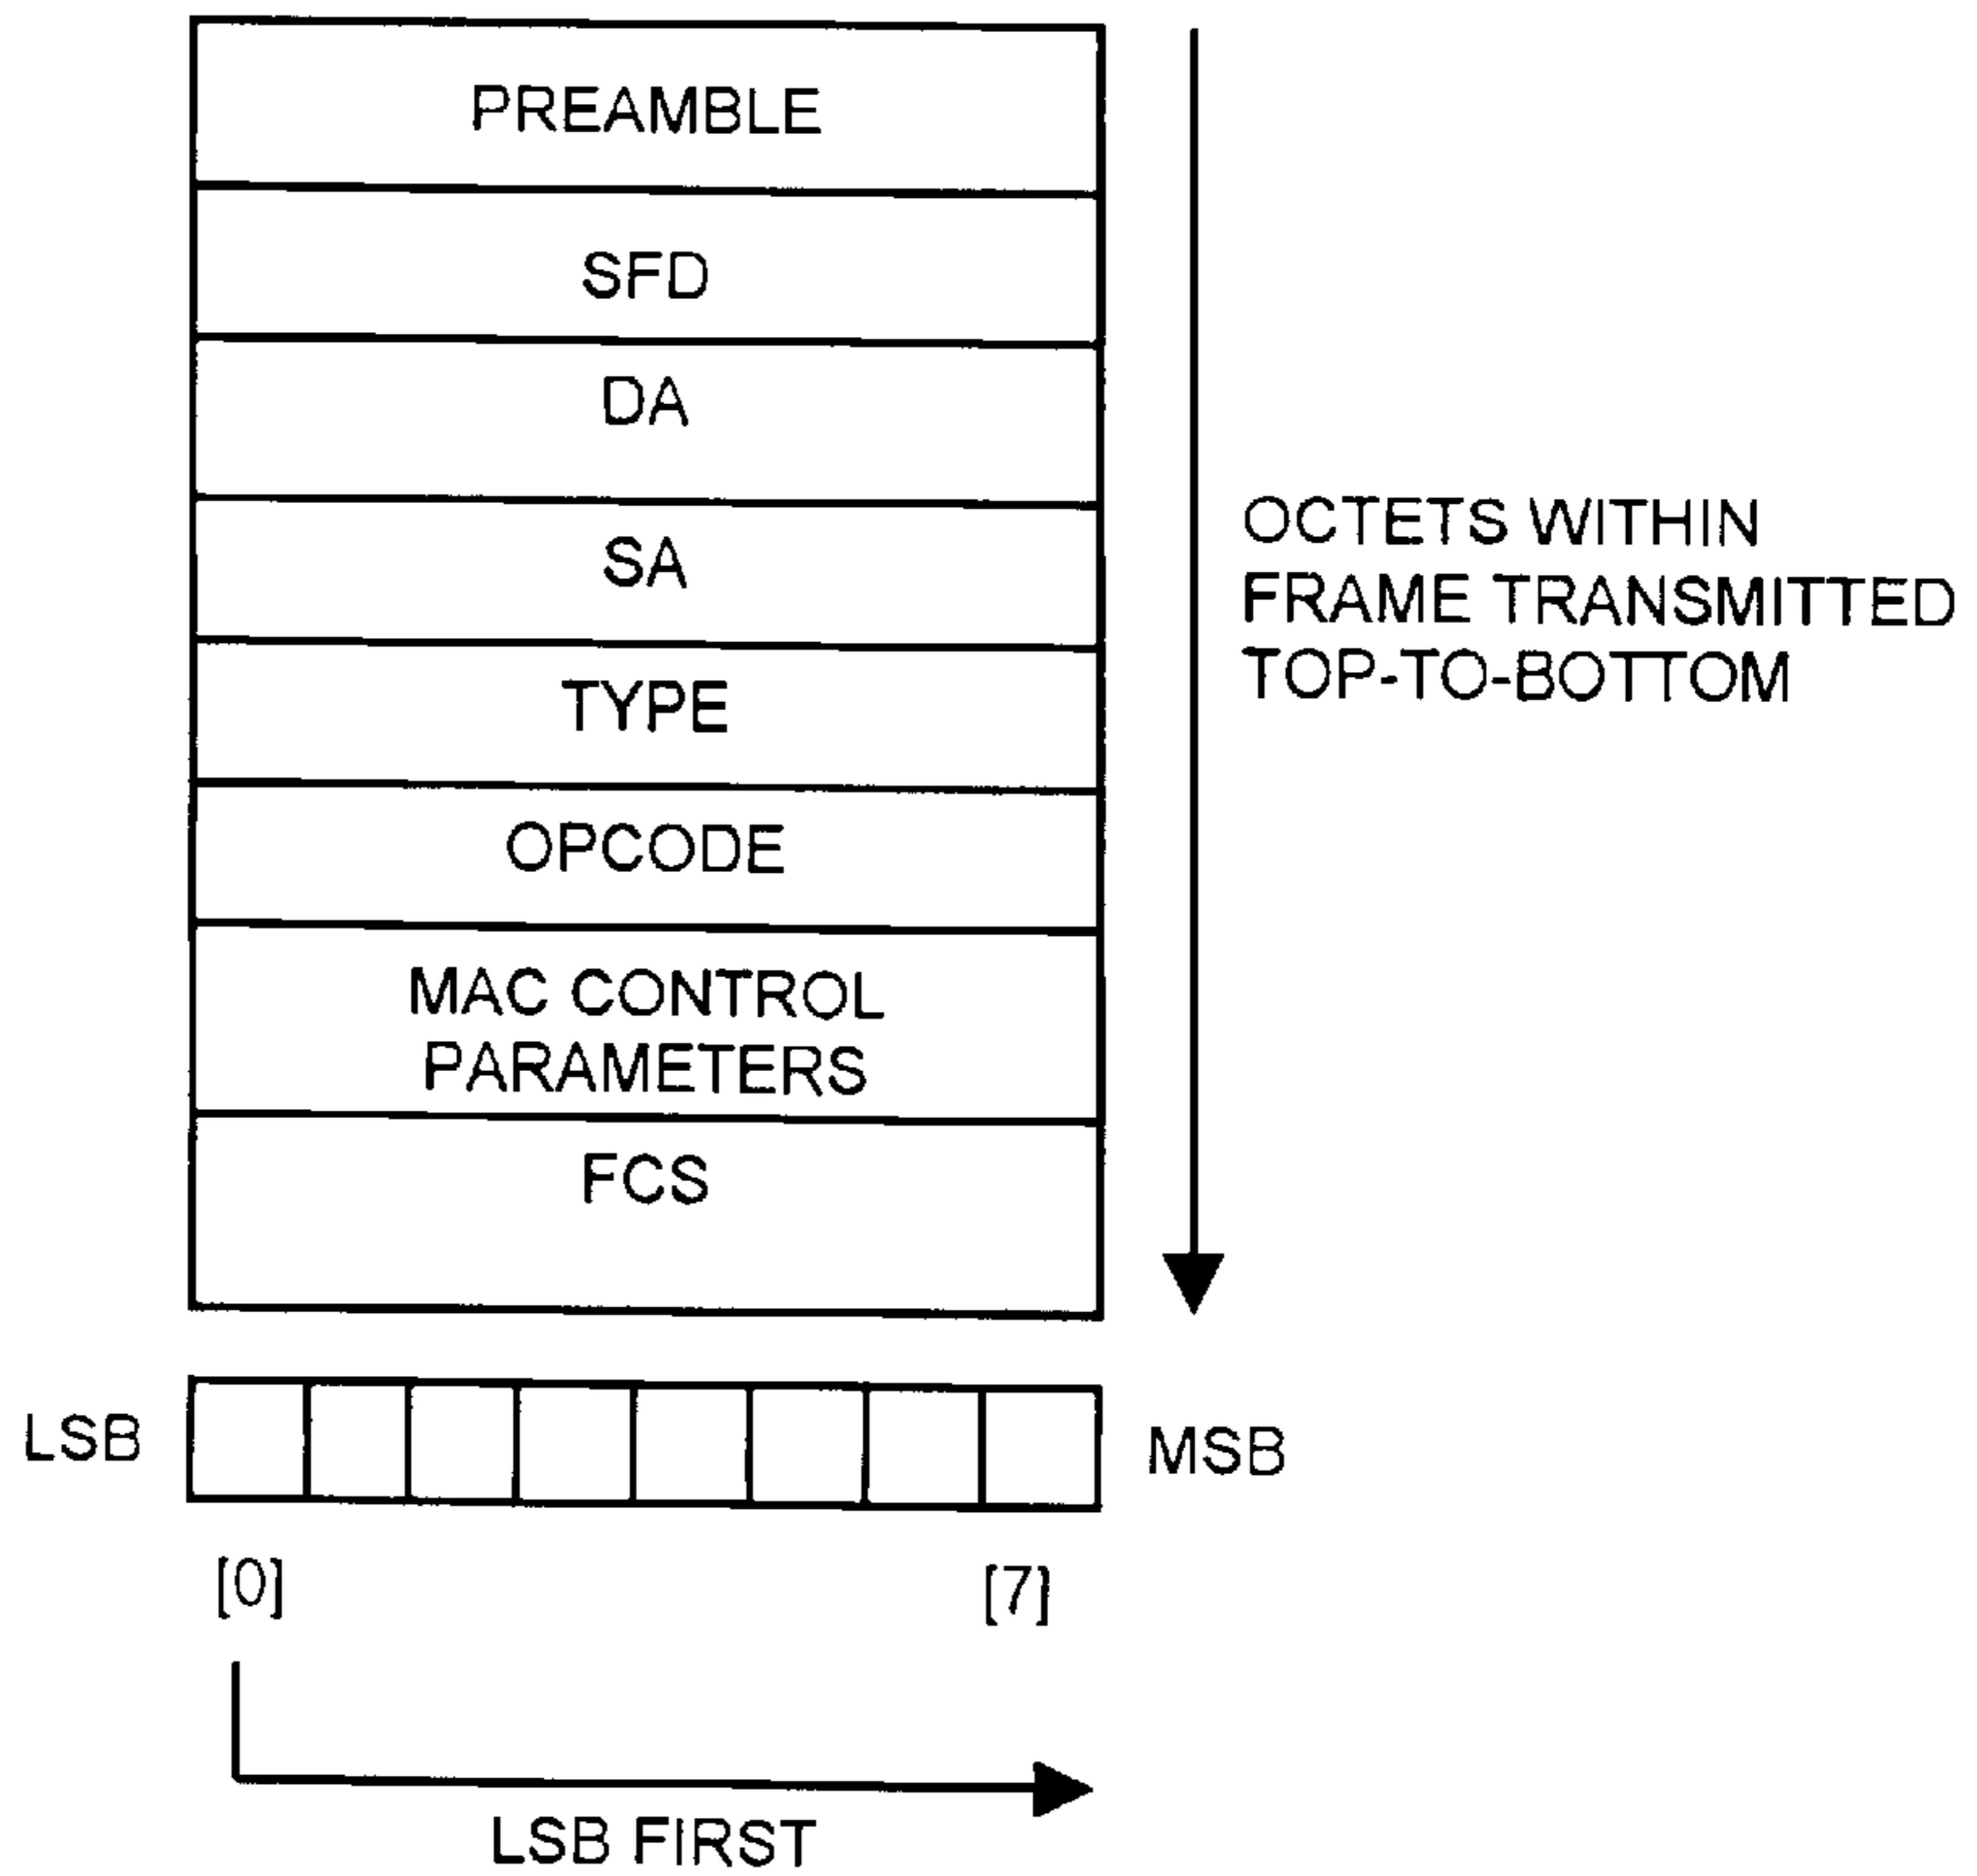 PREAMBLE
SFD
DA
SA
TYPE
OPCODE
MAC CONTROL
PARAMETERS
FCS
OCTETS WITHIN
FRAME TRANSMITTED
TOP-TO-BOTTOM
LSB
MSB
[0]
[7]
LSB FIRST